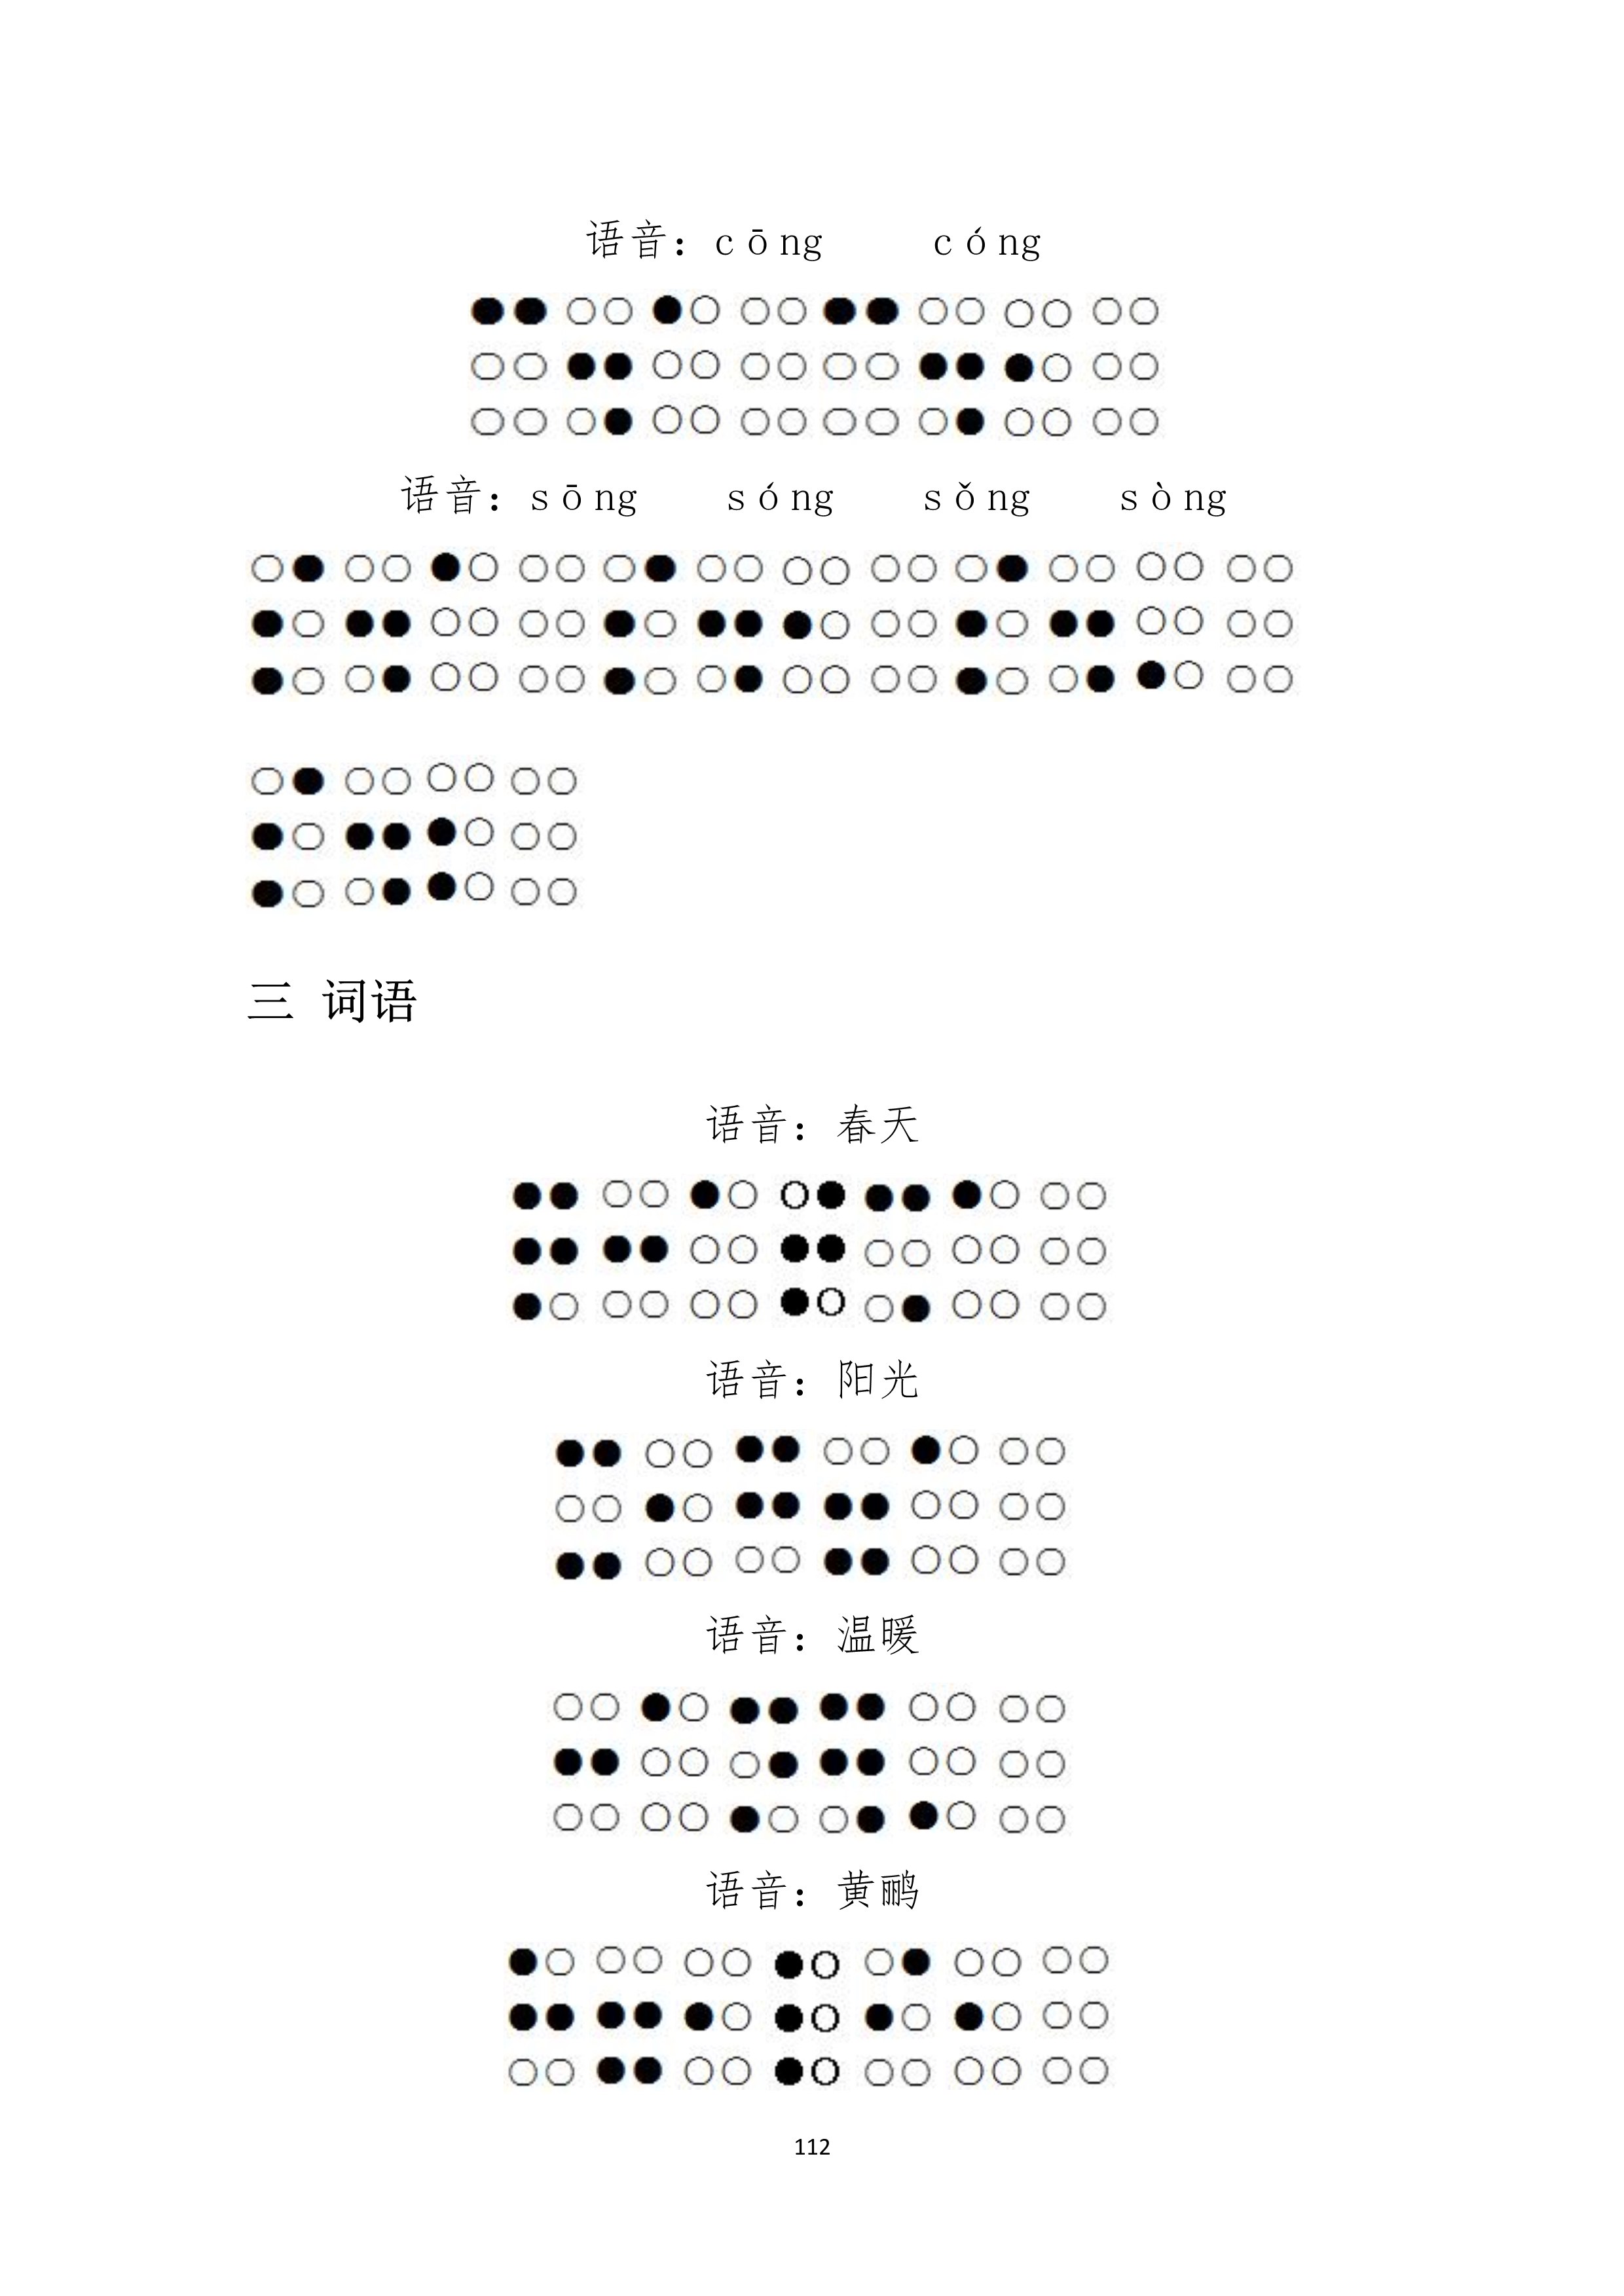 语音：cōng cóng
语音：sōng sóng sǒng sòng
三 词语
语音：春天
语音：阳光
语音：温暖
语音：黄鹂
112